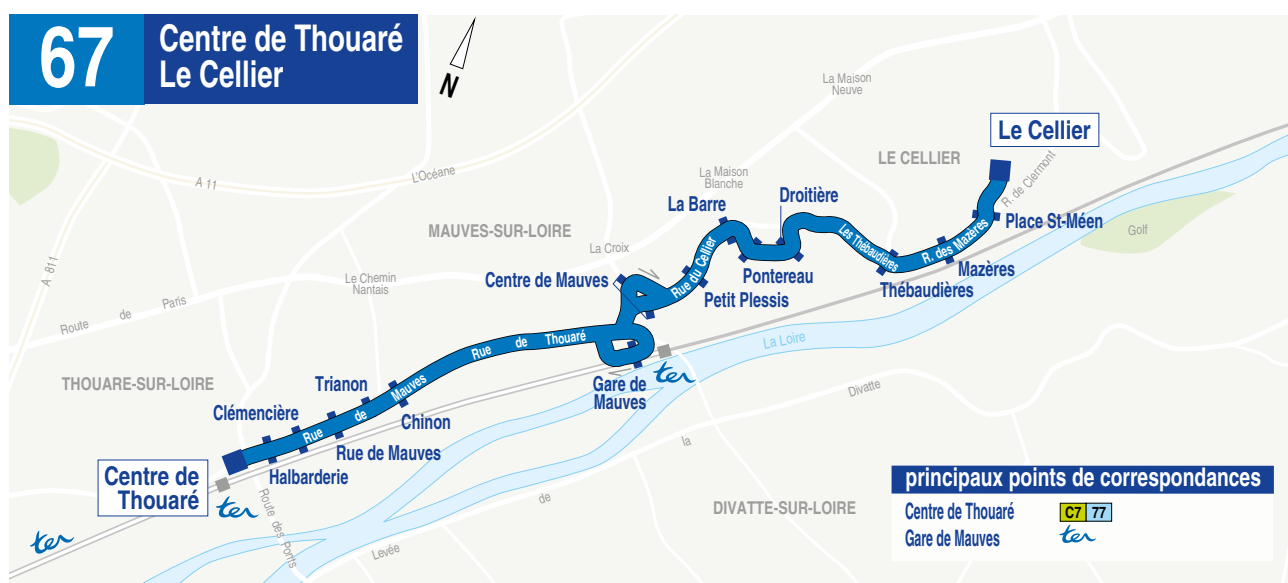 67
Centre de Thouaré
Le Cellier
N
La Maison
Neuve
Le Cellier
LE CELLIER
A 11
L'Océane
La Maison
Blanche
R. de Clermont
Droitière
La Barre
Place St-Méen
MAUVES-SUR-LOIRE
Les Thébaudières
R. des Mazères
Golf
La Croix
A 811
Centre de Mauves
Rue du Cellier
Pontereau
Mazères
Le Chemin
Nantais
Petit Plessis
Thébaudières
Route de Paris
Rue de Thouaré
La Loire
THOUARE-SUR-LOIRE
Trianon
ter
Gare de
Mauves
Divatte
Clémencière
Rue de Mauves
Chinon
la
Rue de Mauves
Halbarderie
Centre de
Thouaré
ter
Route des Ponts
de
DIVATTE-SUR-LOIRE
ter
Levée
principaux points de correspondances
Centre de Thouaré C7 77
Gare de Mauves ter